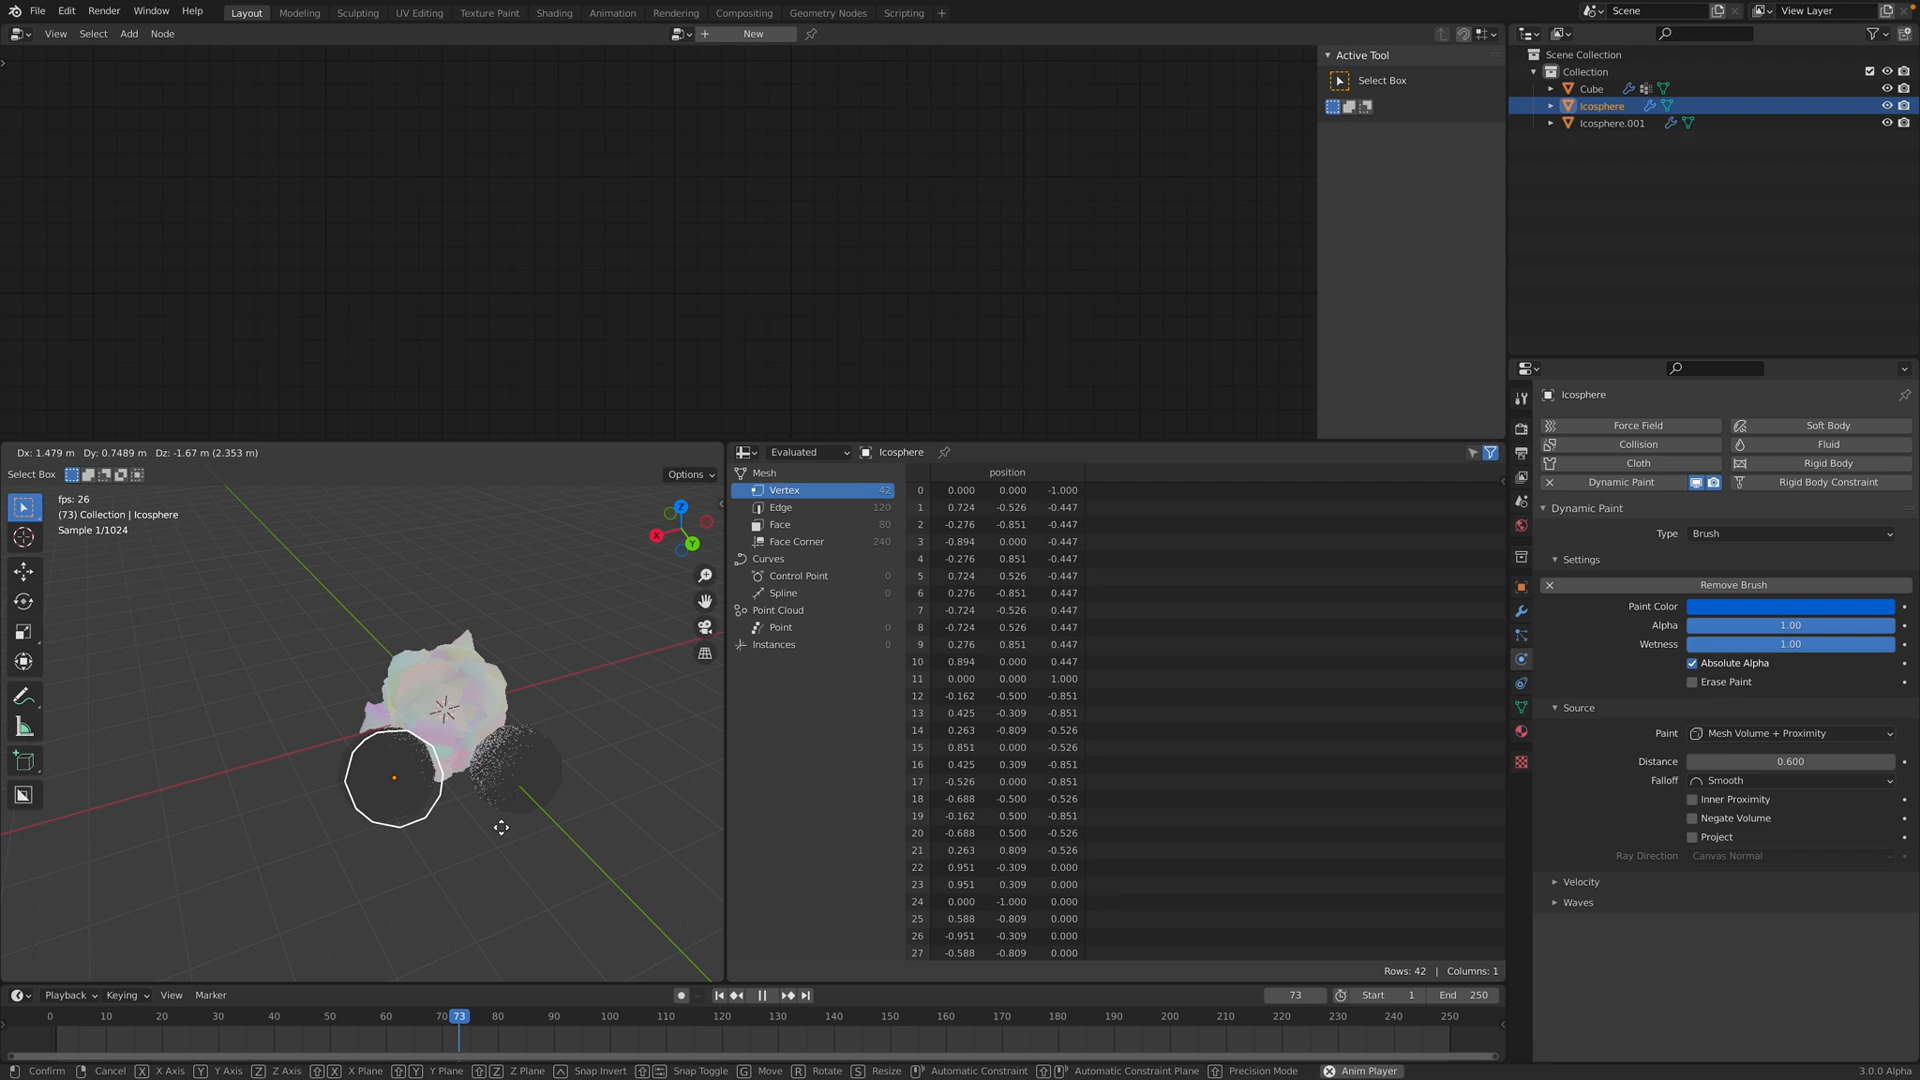 File Edit Render Window Help Layout Modeling Sculpting UV Editing Texture Paint Shading Animation Rendering Compositing Geometry Nodes Scripting + Scene View Layer
View Select Add Node + New
Active Tool
Select Box
Scene Collection
Collection
Cube
Icosphere
Icosphere.001
Icosphere
Force Field Soft Body
Collision Fluid
Cloth Rigid Body
Dynamic Paint Rigid Body Constraint
Dynamic Paint
Type Brush
Settings
Remove Brush
Paint Color
Alpha 1.00
Wetness 1.00
Absolute Alpha
Erase Paint
Source
Paint Mesh Volume + Proximity
Distance 0.600
Falloff Smooth
Inner Proximity
Negate Volume
Project
Ray Direction Canvas Normal
Velocity
Waves
Dx: 1.479 m Dy: 0.7489 m Dz: -1.67 m (2.353 m)
Select Box Options
fps: 26
(73) Collection | Icosphere
Sample 1/1024
Z
X
Y
Evaluated Icosphere
Mesh
Vertex 42
Edge 120
Face 80
Face Corner 240
Curves
Control Point 0
Spline 0
Point Cloud
Point 0
Instances 0
position
0 0.000 0.000 -1.000
1 0.724 -0.526 -0.447
2 -0.276 -0.851 -0.447
3 -0.894 0.000 -0.447
4 -0.276 0.851 -0.447
5 0.724 0.526 -0.447
6 0.276 -0.851 0.447
7 -0.724 -0.526 0.447
8 -0.724 0.526 0.447
9 0.276 0.851 0.447
10 0.894 0.000 0.447
11 0.000 0.000 1.000
12 -0.162 -0.500 -0.851
13 0.425 -0.309 -0.851
14 0.263 -0.809 -0.526
15 0.851 0.000 -0.526
16 0.425 0.309 -0.851
17 -0.526 0.000 -0.851
18 -0.688 -0.500 -0.526
19 -0.162 0.500 -0.851
20 -0.688 0.500 -0.526
21 0.263 0.809 -0.526
22 0.951 -0.309 0.000
23 0.951 0.309 0.000
24 0.000 -1.000 0.000
25 0.588 -0.809 0.000
26 -0.951 -0.309 0.000
27 -0.588 -0.809 0.000
Rows: 42 | Columns: 1
Playback Keying View Marker 73 Start 1 End 250
0 10 20 30 40 50 60 70 73 80 90 100 110 120 130 140 150 160 170 180 190 200 210 220 230 240 250
Confirm Cancel X X Axis Y Y Axis Z Z Axis X X Plane Y Y Plane Z Z Plane Snap Invert Snap Toggle G Move R Rotate S Resize Automatic Constraint Automatic Constraint Plane Precision Mode Anim Player 3.0.0 Alpha